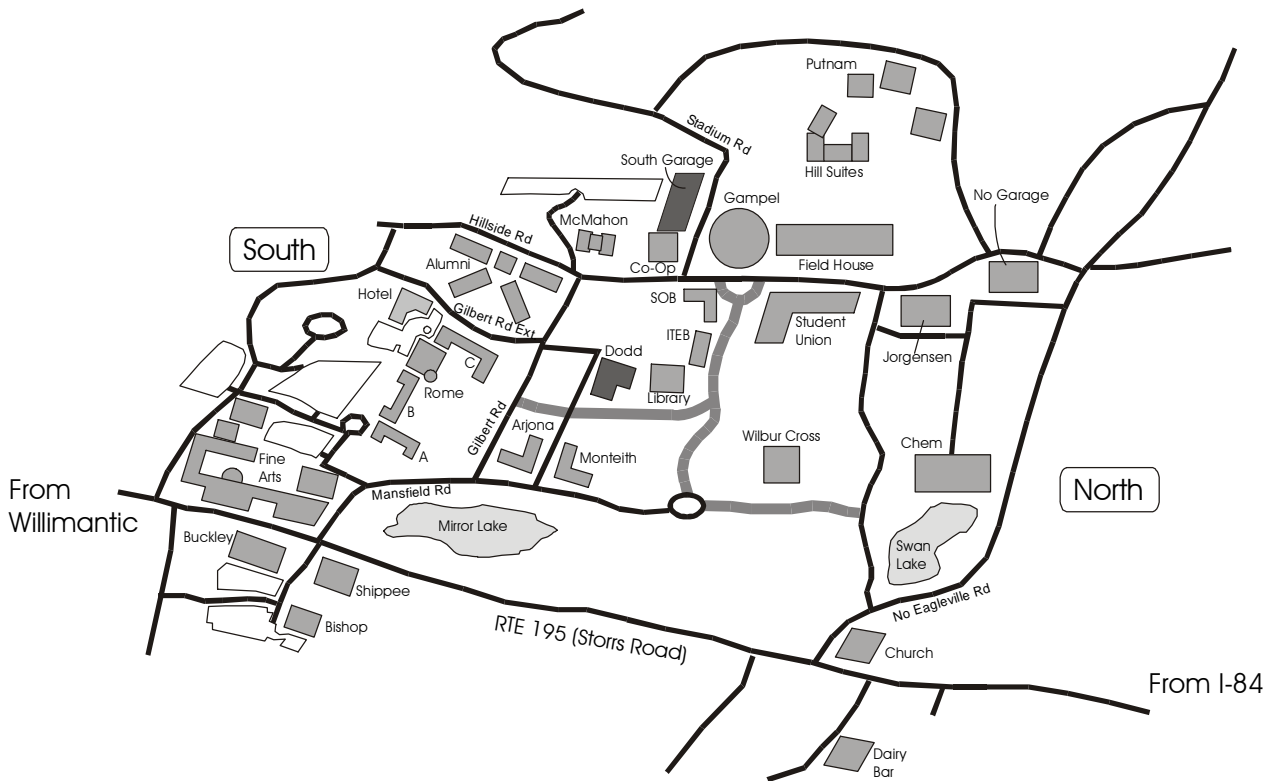 Putnam
Stadium Rd
South Garage
Hill Suites
No Garage
Gampel
McMahon
Hillside Rd
South
Alumni
Co-Op
Field House
Hotel
SOB
Gilbert Rd Ext
Student
Union
ITEB
Dodd
Jorgensen
C
Rome
Library
B
Gilbert Rd
Arjona
Wilbur Cross
Chem
A
Monteith
Fine
Arts
From
Willimantic
Mansfield Rd
North
Mirror Lake
Buckley
Swan
Lake
Shippee
No Eagleville Rd
Bishop
RTE 195 (Storrs Road)
Church
From I-84
Dairy
Bar